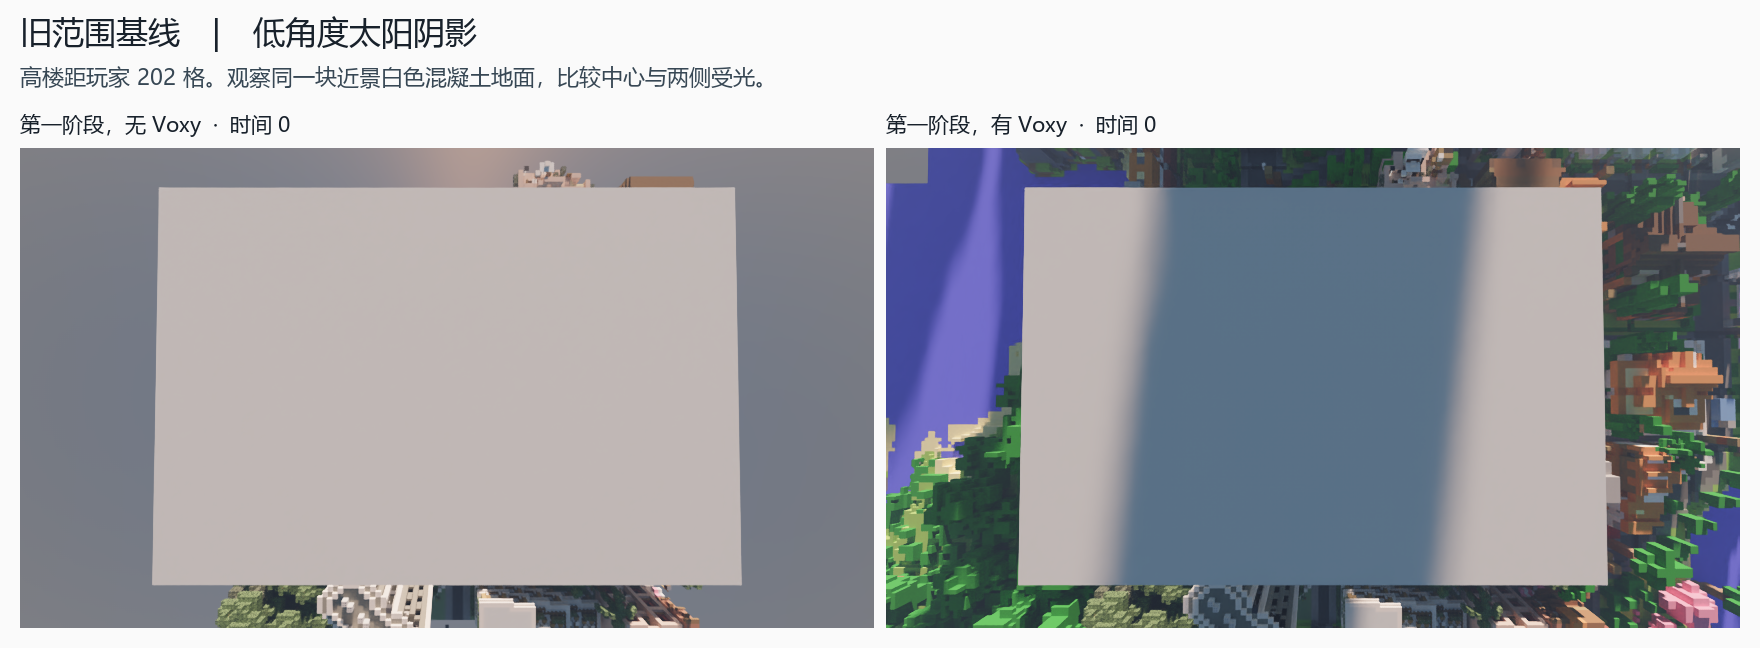 旧范围基线 | 低角度太阳阴影
高楼距玩家 202 格。观察同一块近景白色混凝土地面，比较中心与两侧受光。
第一阶段，无 Voxy · 时间 0
第一阶段，有 Voxy · 时间 0